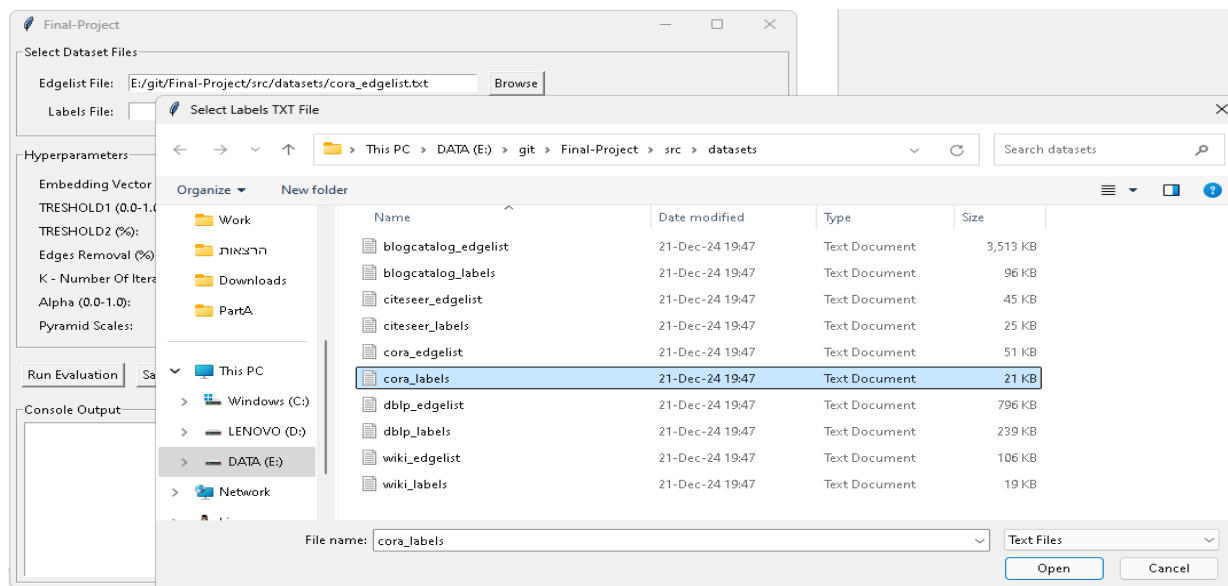 Final-Project
Select Dataset Files
Edgelist File: E:/git/Final-Project/src/datasets/cora_edgelist.txt Browse
Labels File:
Hyperparameters
Embedding Vector
TRESHOLD1 (0.0-1.0
TRESHOLD2 (%):
Edges Removal (%)
K - Number Of Itera
Alpha (0.0-1.0):
Pyramid Scales:
Run Evaluation Sa
Console Output
Select Labels TXT File
This PC > DATA (E:) > git > Final-Project > src > datasets
Search datasets
Organize New folder
Work
הרצאות
Downloads
PartA
This PC
Windows (C:)
LENOVO (D:)
DATA (E:)
Network
Name Date modified Type Size
blogcatalog_edgelist 21-Dec-24 19:47 Text Document 3,513 KB
blogcatalog_labels 21-Dec-24 19:47 Text Document 96 KB
citeseer_edgelist 21-Dec-24 19:47 Text Document 45 KB
citeseer_labels 21-Dec-24 19:47 Text Document 25 KB
cora_edgelist 21-Dec-24 19:47 Text Document 51 KB
cora_labels 21-Dec-24 19:47 Text Document 21 KB
dblp_edgelist 21-Dec-24 19:47 Text Document 796 KB
dblp_labels 21-Dec-24 19:47 Text Document 239 KB
wiki_edgelist 21-Dec-24 19:47 Text Document 106 KB
wiki_labels 21-Dec-24 19:47 Text Document 19 KB
File name: cora_labels Text Files
Open Cancel